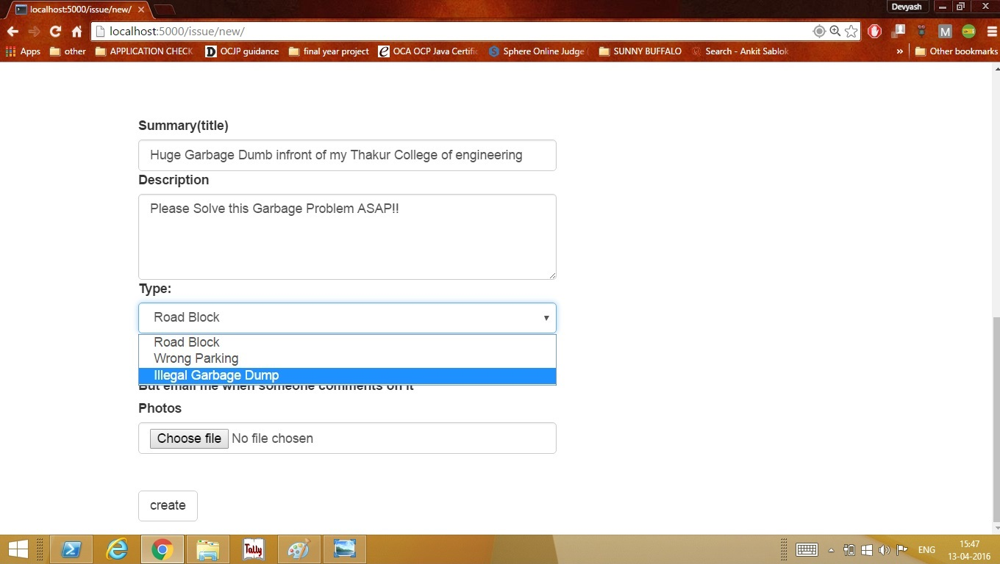 localhost:5000/issue/new/
Devyash
localhost:5000/issue/new/
Apps other APPLICATION CHECK OCJP guidance final year project OCA OCP Java Certific Sphere Online Judge SUNNY BUFFALO Search - Ankit Sablok » Other bookmarks
Summary(title)
Huge Garbage Dumb infront of my Thakur College of engineering
Description
Please Solve this Garbage Problem ASAP!!
Type:
Road Block
Road Block
Wrong Parking
Illegal Garbage Dump
But email me when someone comments on it
Photos
Choose file No file chosen
create
Tally
ENG
15:47
13-04-2016